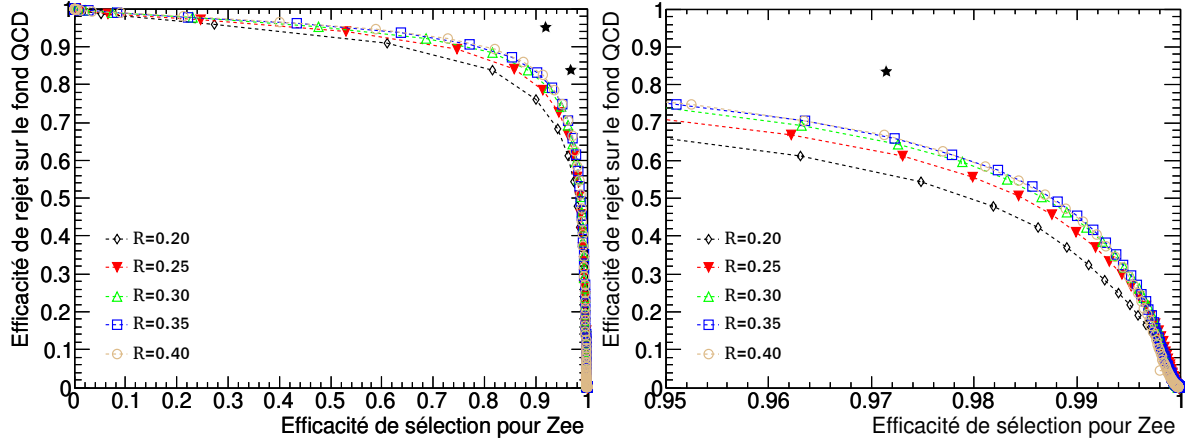 Efficacité de rejet sur le fond QCD
1
0.9
0.8
0.7
0.6
0.5
0.4
0.3
0.2
0.1
0
R=0.20
R=0.25
R=0.30
R=0.35
R=0.40
0 0.1 0.2 0.3 0.4 0.5 0.6 0.7 0.8 0.9 1
Efficacité de sélection pour Zee
Efficacité de rejet sur le fond QCD
1
0.9
0.8
0.7
0.6
0.5
0.4
0.3
0.2
0.1
0
R=0.20
R=0.25
R=0.30
R=0.35
R=0.40
0.95 0.96 0.97 0.98 0.99 1
Efficacité de sélection pour Zee